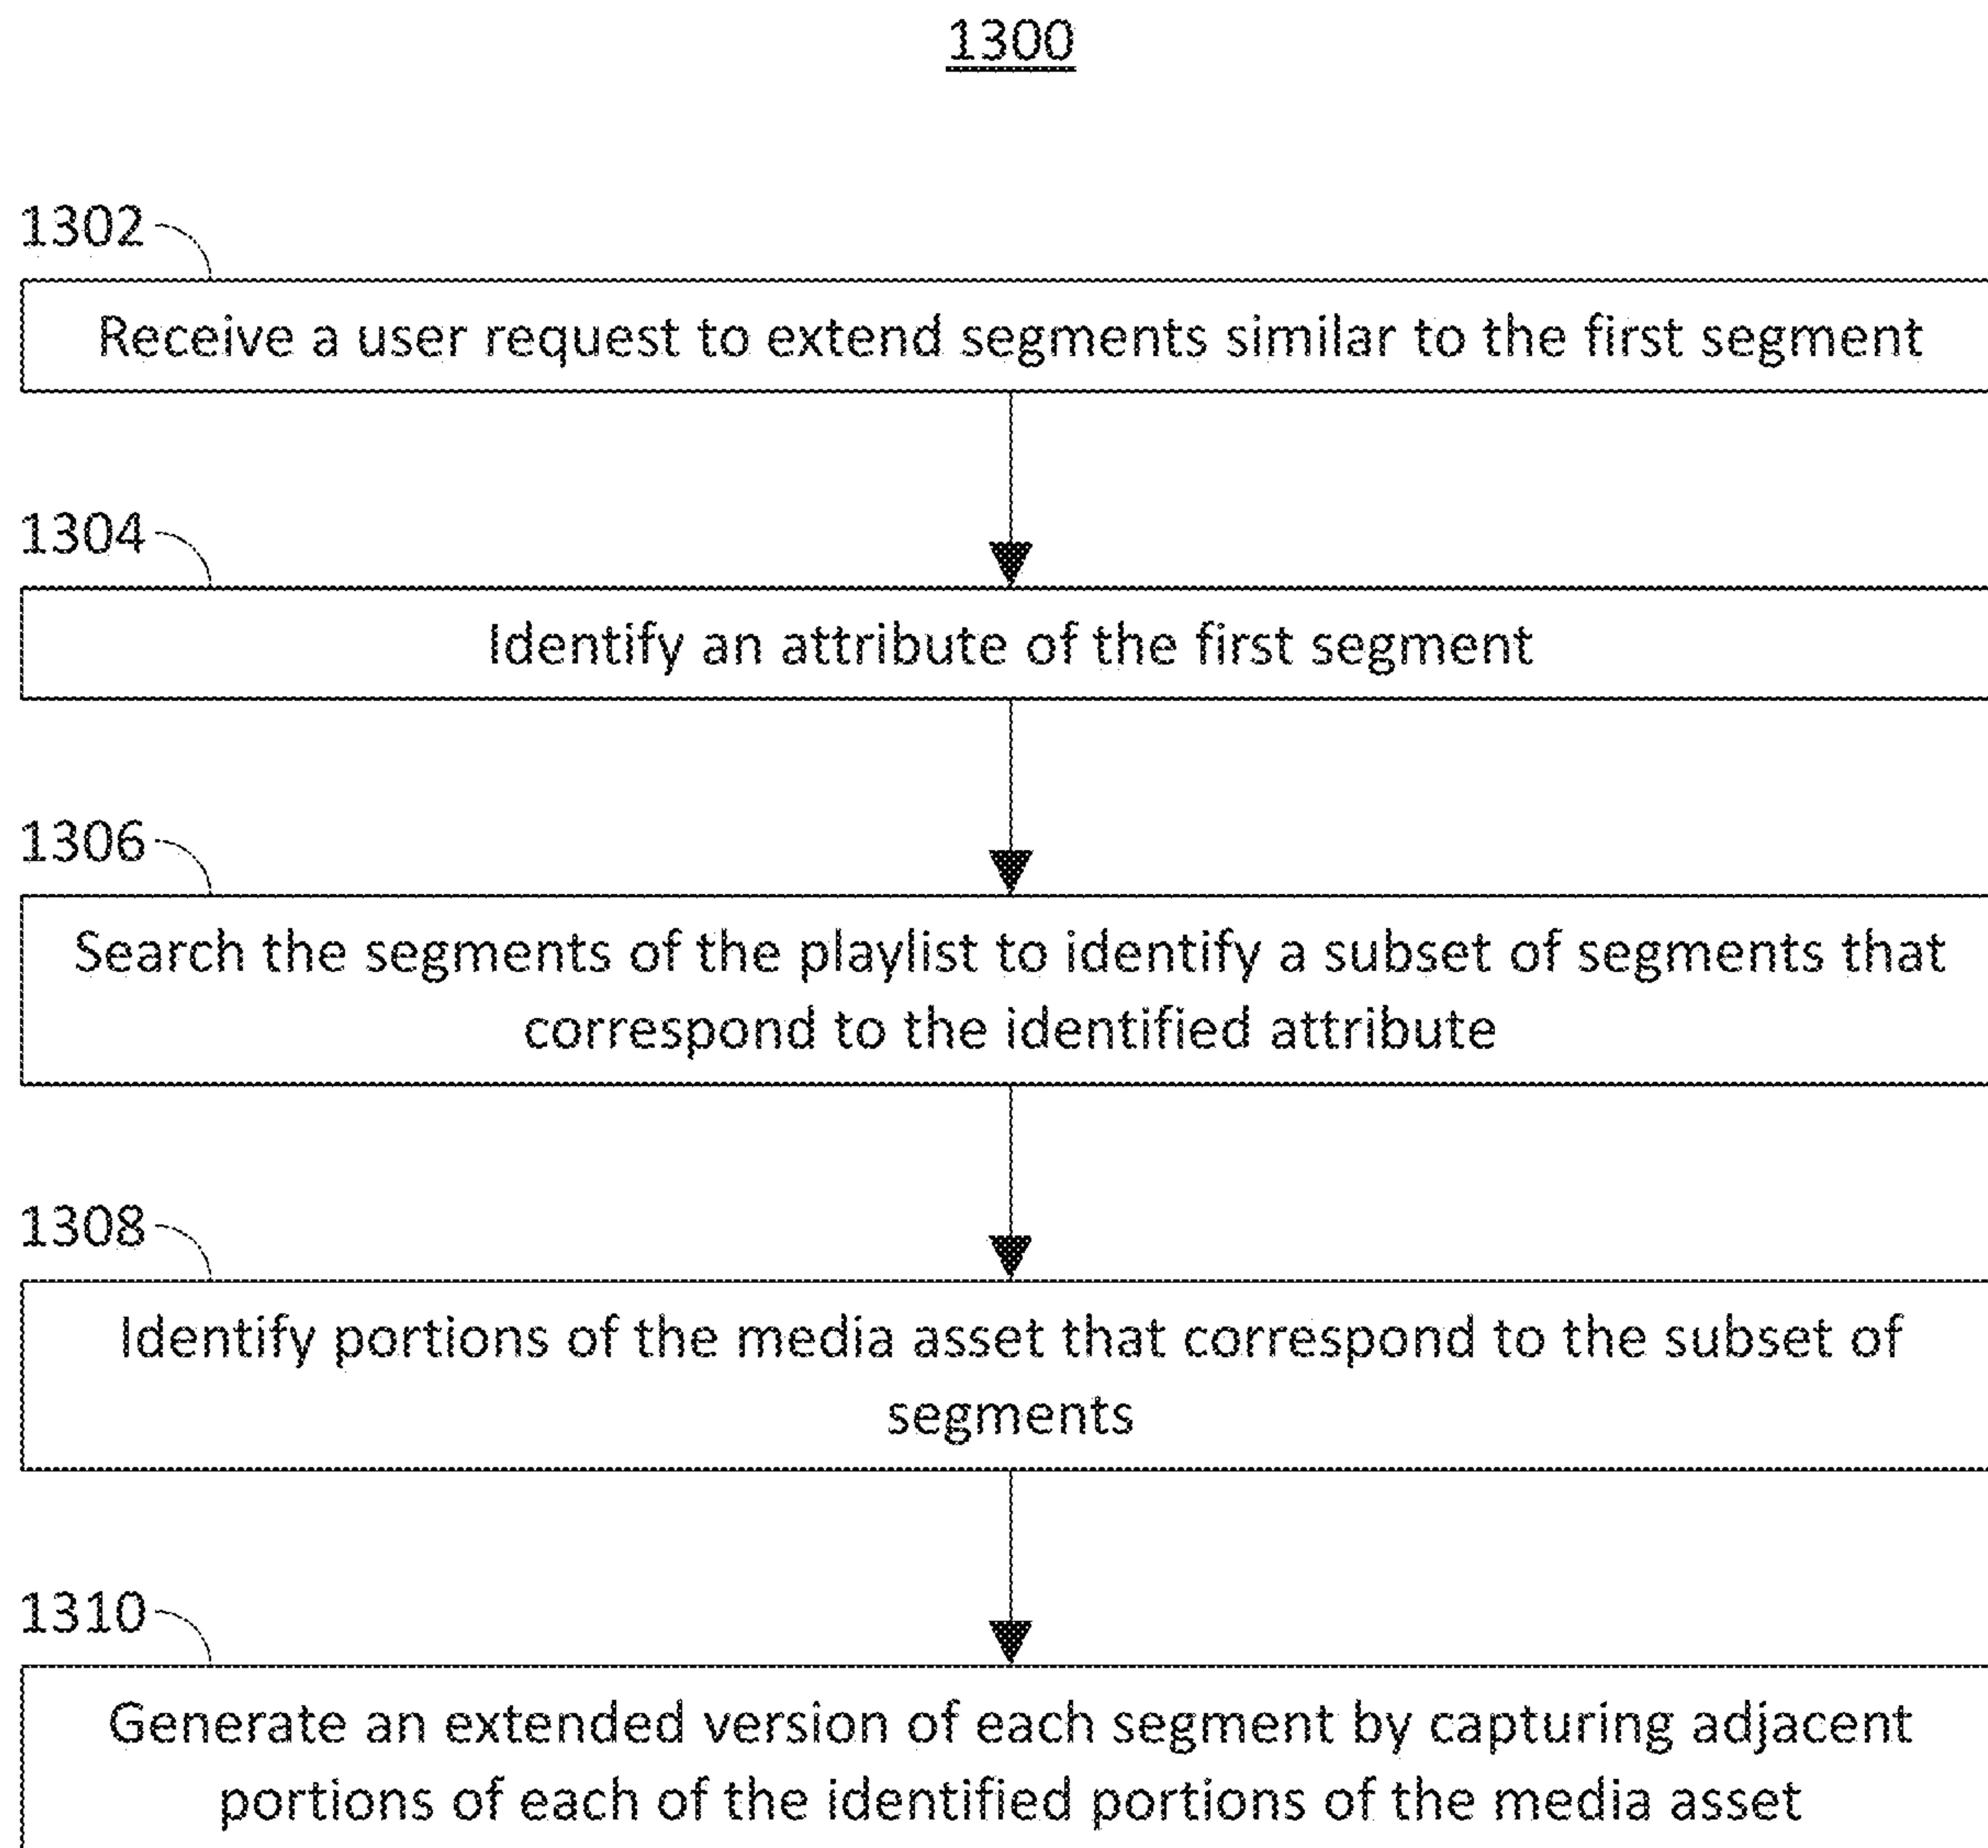 1300
1302
Receive a user request to extend segments similar to the first segment
1304
Identify an attribute of the first segment
1306
Search the segments of the playlist to identify a subset of segments that
correspond to the identified attribute
1308
Identify portions of the media asset that correspond to the subset of
segments
1310
Generate an extended version of each segment by capturing adjacent
portions of each of the identified portions of the media asset